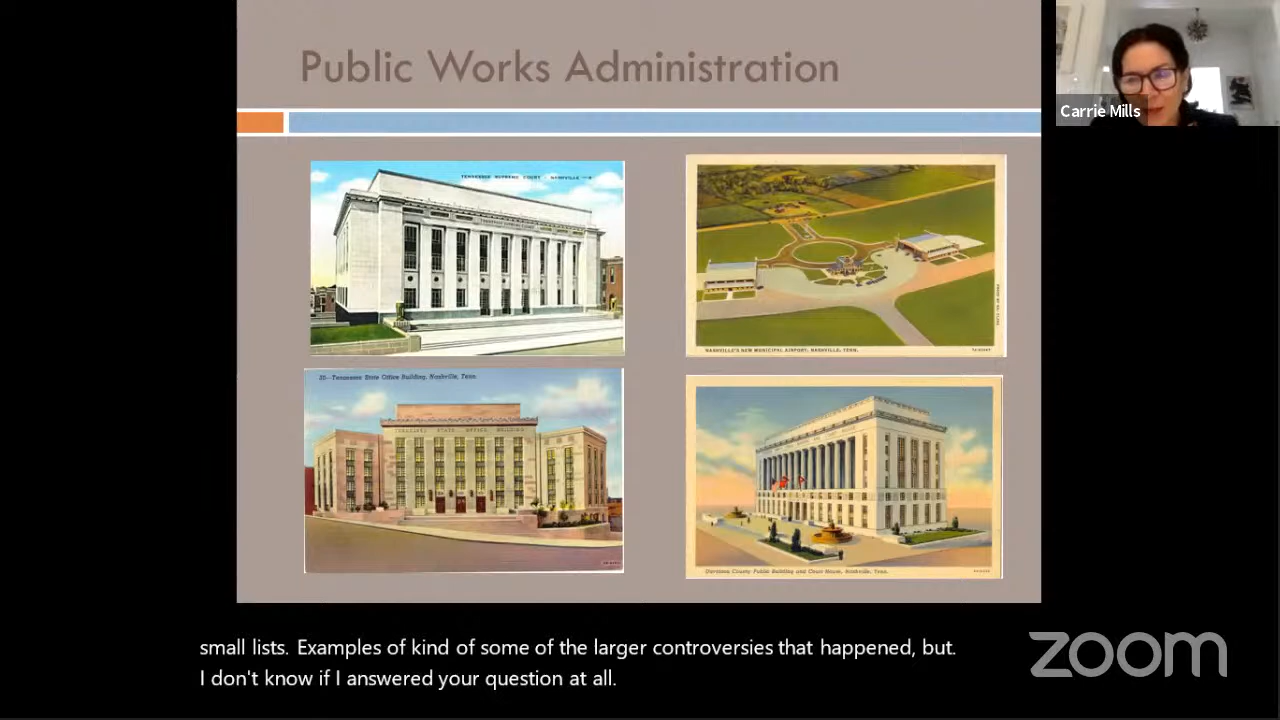 Public Works Administration
Carrie Mills
TENNESSEE SUPREME COURT - NASHVILLE
TENNESSEE SUPREME COURT
NASHVILLE'S NEW MUNICIPAL AIRPORT, NASHVILLE, TENN.
Tennessee State Office Building, Nashville, Tenn.
TENNESSEE STATE OFFICE BUILDING
Davidson County Public Building and Court House, Nashville, Tenn.
small lists. Examples of kind of some of the larger controversies that happened, but.
I don't know if I answered your question at all.
zoom